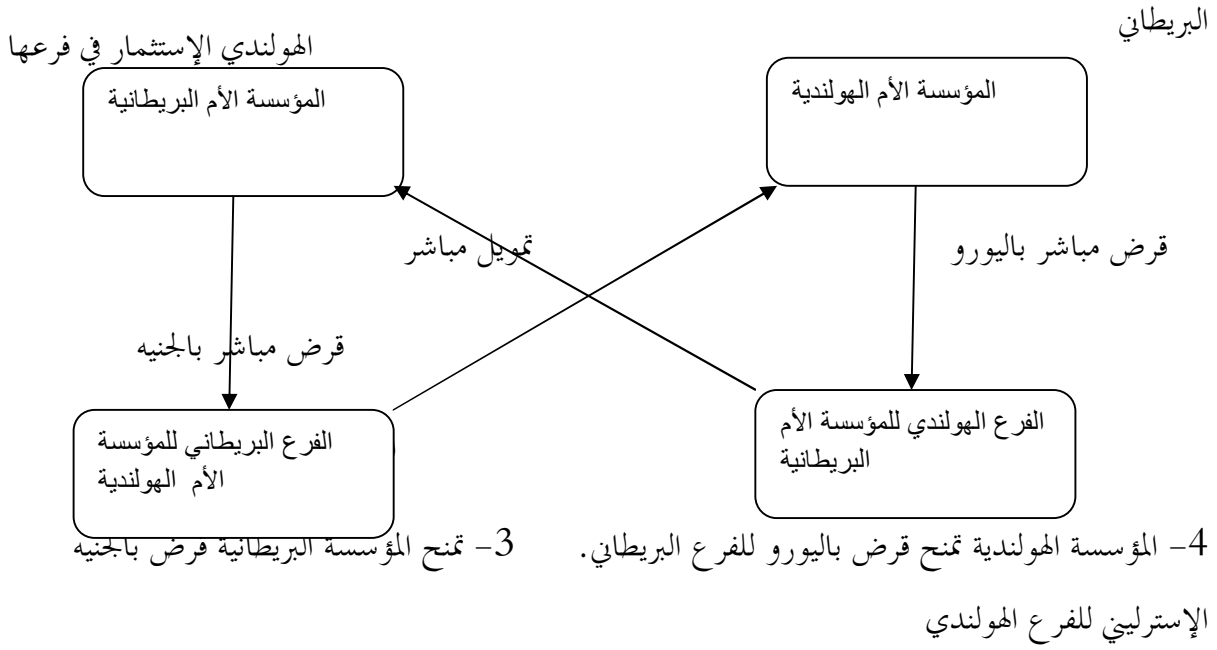 البريطاني
الهولندي الإستثمار في فرعها
المؤسسة الأم الهولندية
المؤسسة الأم البريطانية
قرض مباشر باليورو
تمويل مباشر
قرض مباشر بالجنيه
الفرع الهولندي للمؤسسة الأم
البريطانية
الفرع البريطاني للمؤسسة
الأم الهولندية
4- المؤسسة الهولندية تمنح قرض باليورو للفرع البريطاني. 3- تمنح المؤسسة البريطانية قرض بالجنيه
الإسترليني للفرع الهولندي